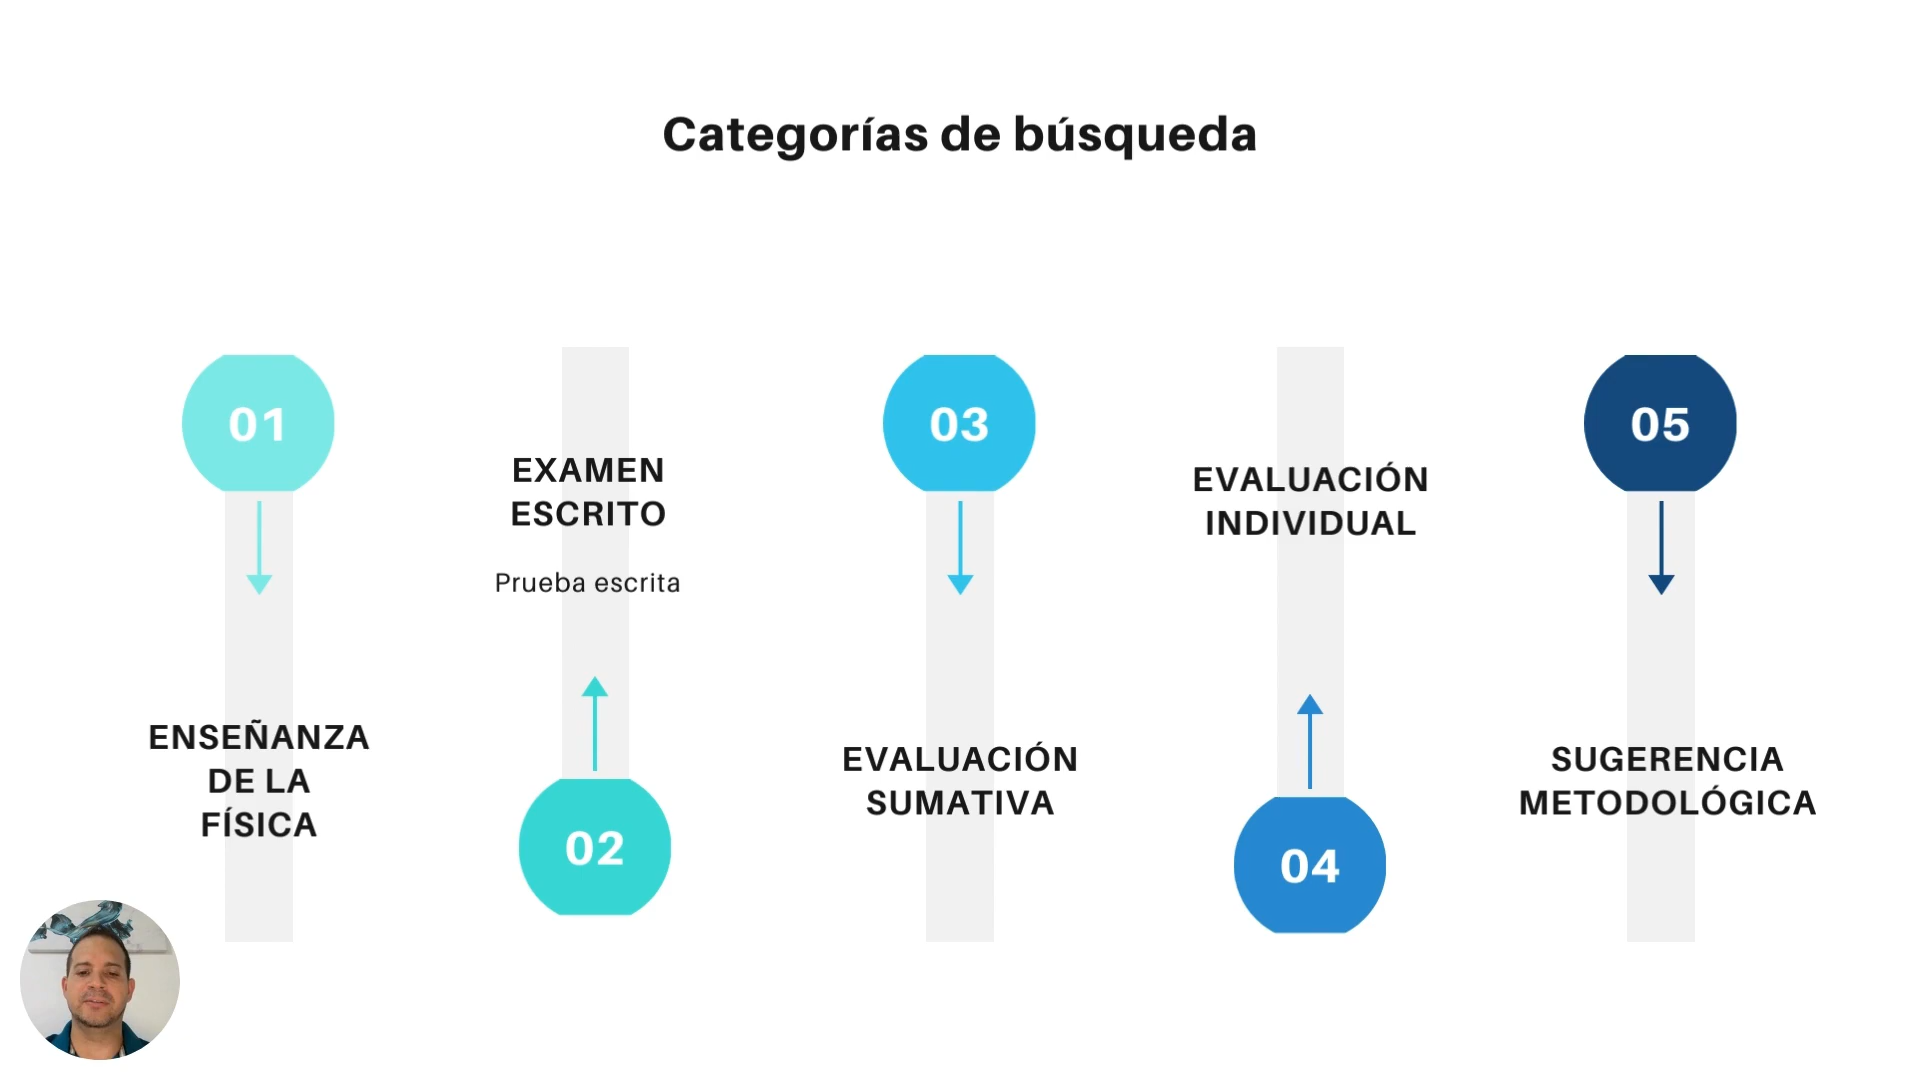 Categorías de búsqueda
01
ENSEÑANZA
DE LA
FÍSICA
EXAMEN
ESCRITO
Prueba escrita
02
03
EVALUACIÓN
SUMATIVA
EVALUACIÓN
INDIVIDUAL
04
05
SUGERENCIA
METODOLÓGICA